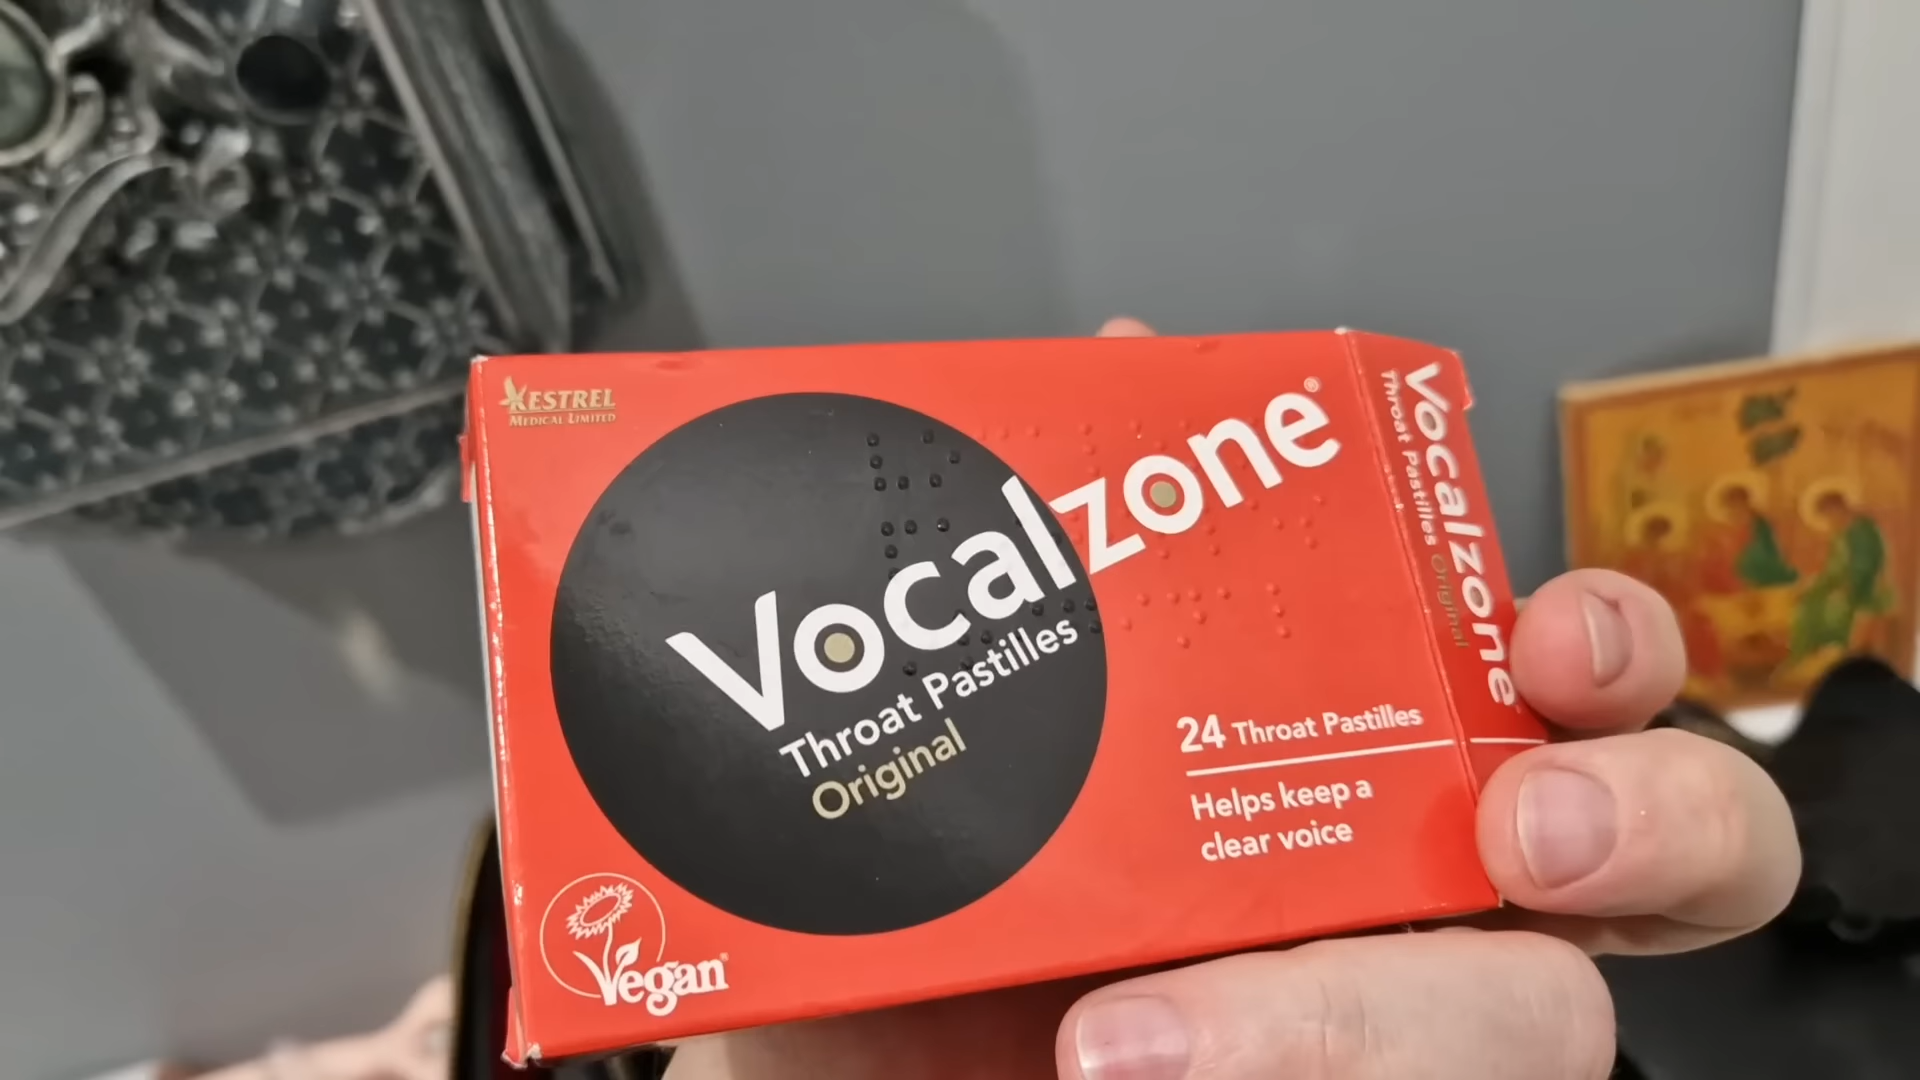 KESTREL
MEDICAL LIMITED
Vocalzone®
Throat Pastilles
Original
24 Throat Pastilles
Helps keep a
clear voice
Vegan
Vocalzone
Throat Pastilles Original